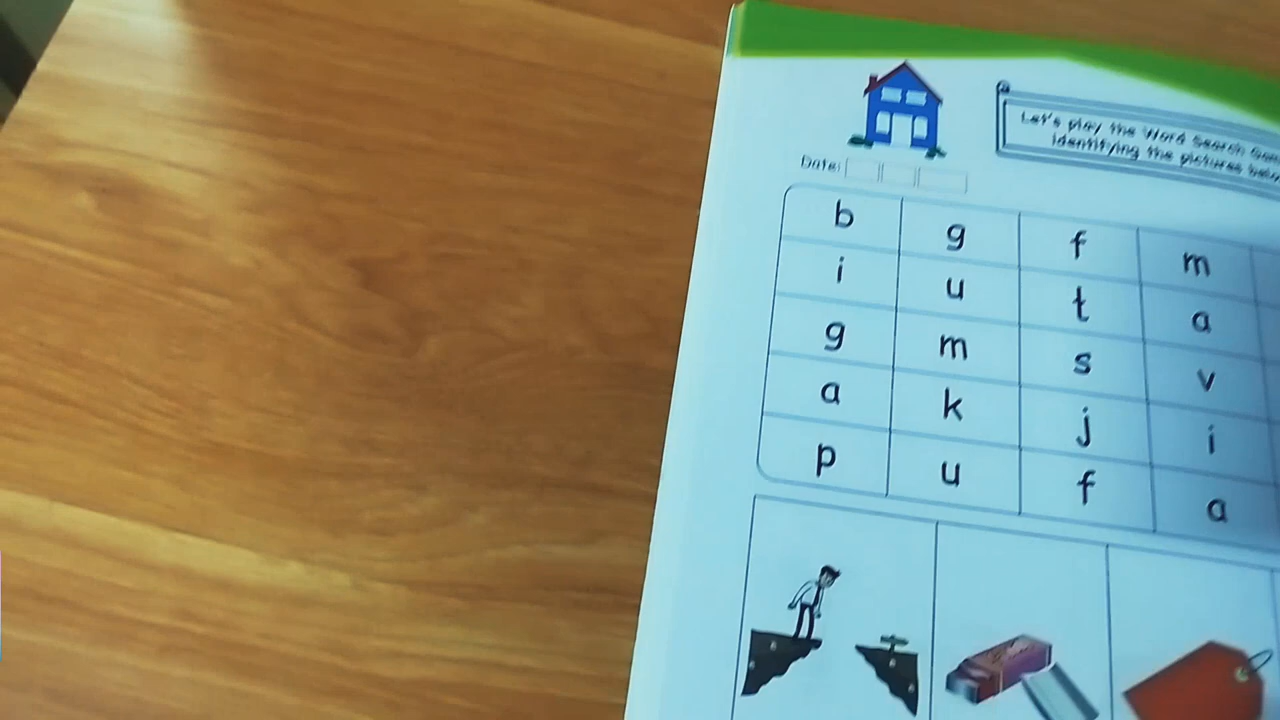 Let's play the Word Search
identifying the pictures
Date:
b g f m
i u t a
g m s v
a k j i
p u f a